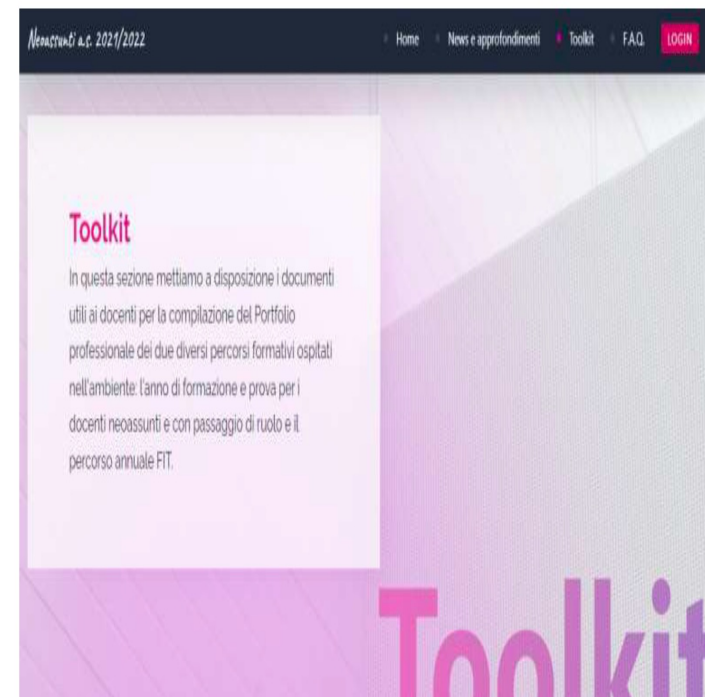 Neoassunti a.s. 2021/2022
Home News e approfondimenti Toolkit F.A.Q. LOGIN
Toolkit
In questa sezione mettiamo a disposizione i documenti
utili ai docenti per la compilazione del Portfolio
professionale dei due diversi percorsi formativi ospitati
nell'ambiente: l'anno di formazione e prova per i
docenti neoassunti e con passaggio di ruolo e il
percorso annuale FIT.
Toolkit